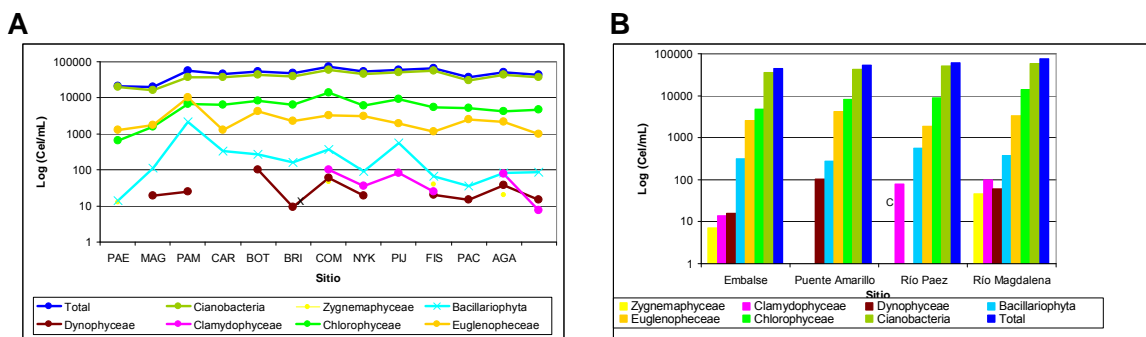 A
Log (Cel/mL)
100000
10000
1000
100
10
1
PAE MAG PAM CAR BOT BRI COM NYK PIJ FIS PAC AGA
Sitio
Total Cianobacteria Zygnemaphyceae Bacillariophyta
Dynophyceae Clamydophyceae Chlorophyceae Euglenopheceae
B
Log (Cel/mL)
100000
10000
1000
100
10
1
C
Embalse Puente Amarillo Río Paez Río Magdalena
Sitio
Zygnemaphyceae Clamydophyceae Dynophyceae Bacillariophyta
Euglenopheceae Chlorophyceae Cianobacteria Total